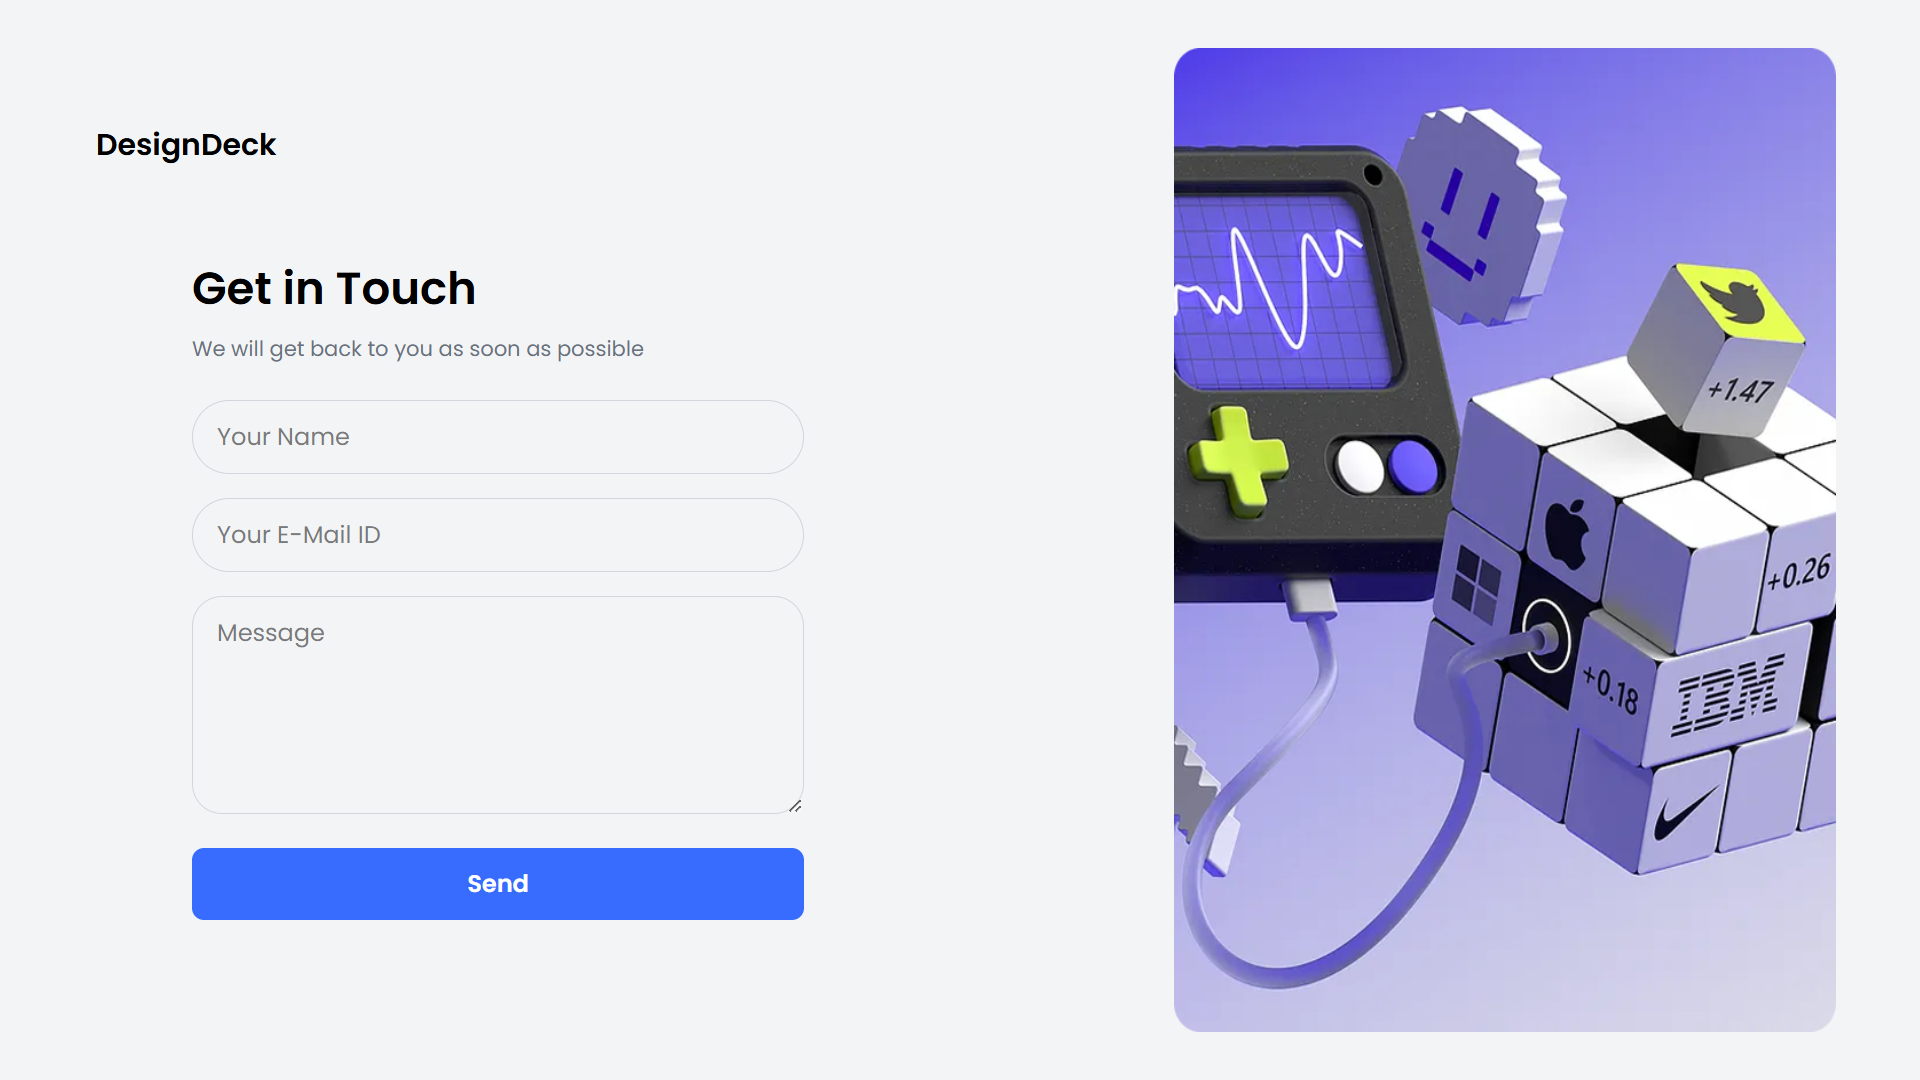 DesignDeck
Get in Touch
We will get back to you as soon as possible
Your Name
Your E-Mail ID
Message
Send
+1.47
+0.26
+0.18
IBM